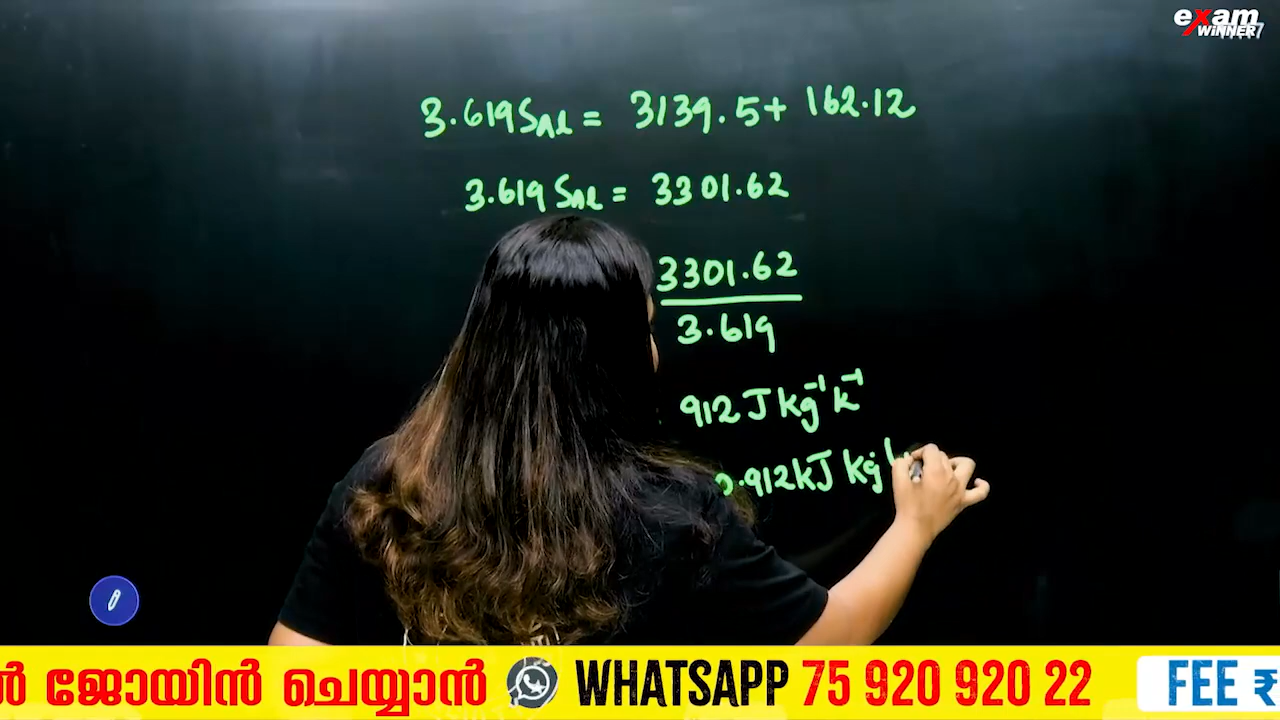 exam
WiNNER
3.619 SAl = 3139.5 + 162.12
3.619 SAl = 3301.62
3301.62
3.619
912 J kg⁻¹ k⁻¹
0.912 kJ kg
ൽ ജോയിൻ ചെയ്യാൻ WHATSAPP 75 920 920 22 FEE ₹